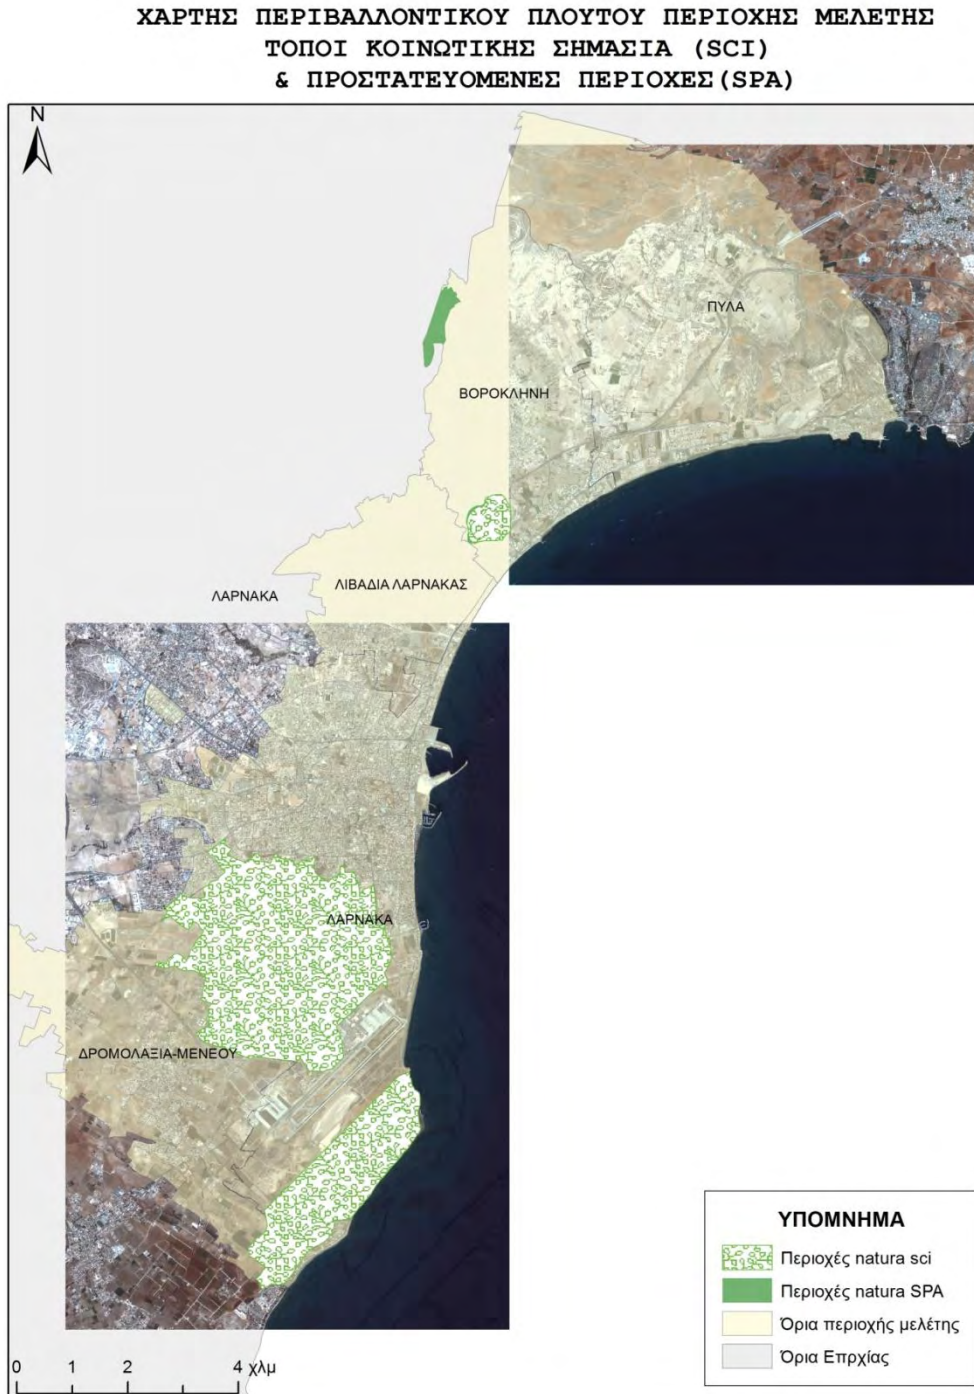 ΧΑΡΤΗΣ ΠΕΡΙΒΑΛΛΟΝΤΙΚΟΥ ΠΛΟΥΤΟΥ ΠΕΡΙΟΧΗΣ ΜΕΛΕΤΗΣ
ΤΟΠΟΙ ΚΟΙΝΩΤΙΚΗΣ ΣΗΜΑΣΙΑ (SCI)
& ΠΡΟΣΤΑΤΕΥΟΜΕΝΕΣ ΠΕΡΙΟΧΕΣ(SPA)
N
ΠΥΛΑ
ΒΟΡΟΚΛΗΝΗ
ΛΙΒΑΔΙΑ ΛΑΡΝΑΚΑΣ
ΛΑΡΝΑΚΑ
ΛΑΡΝΑΚΑ
ΔΡΟΜΟΛΑΞΙΑ-ΜΕΝΕΟΥ
ΥΠΟΜΝΗΜΑ
Περιοχές natura sci
Περιοχές natura SPA
Όρια περιοχής μελέτης
Όρια Επρχίας
0 1 2 4 χλμ